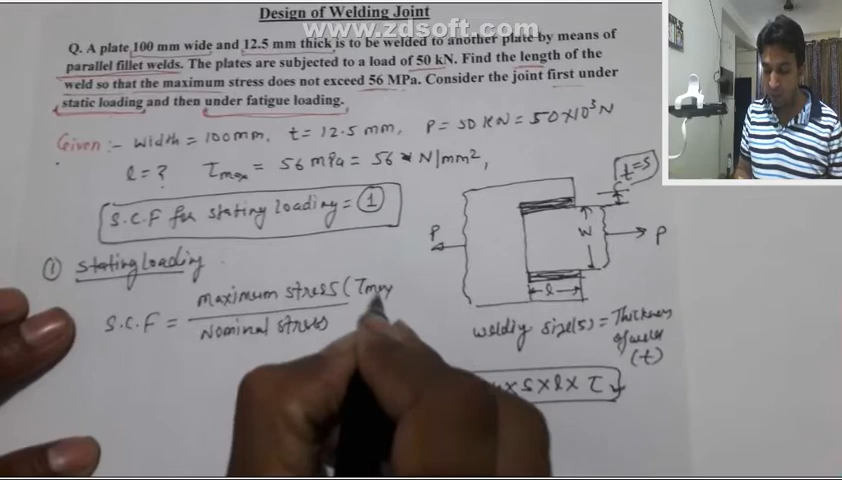 Design of Welding Joint
www.zdsoft.com
Q. A plate 100 mm wide and 12.5 mm thick is to be welded to another plate by means of
parallel fillet welds. The plates are subjected to a load of 50 kN. Find the length of the
weld so that the maximum stress does not exceed 56 MPa. Consider the joint first under
static loading and then under fatigue loading.
Given :- width = 100mm, t = 12.5 mm, P = 50 KN = 50×10³ N
l = ? τmax = 56 mPa = 56 N/mm²,
S.C.F for stating loading = 1
t=s
P
W
P
l
① stating loading
S.C.F = maximum stress (τmax
Nominal stress
size(s) = Thickness
(t)
×s×l×τ